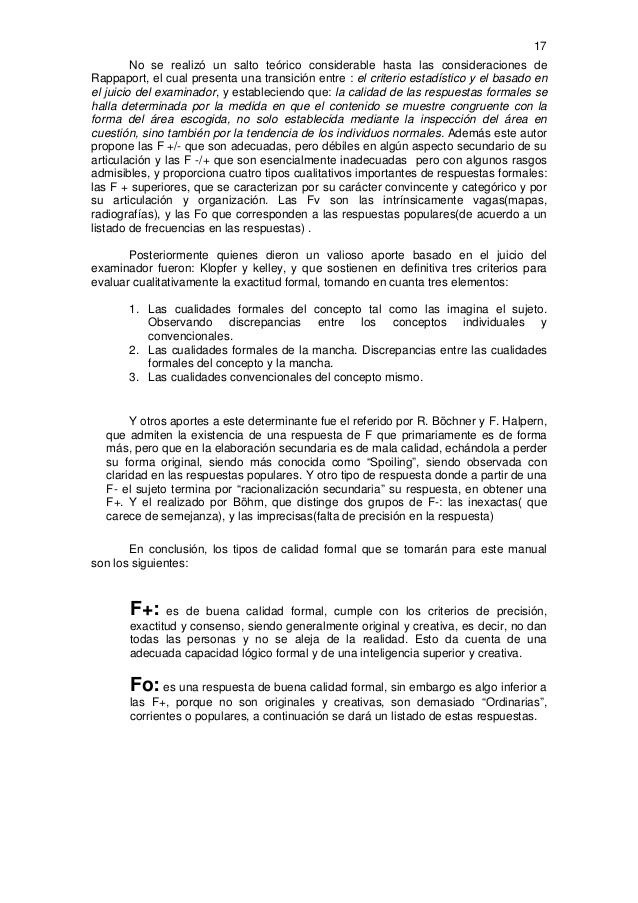 17
No se realizó un salto teórico considerable hasta las consideraciones de
Rappaport, el cual presenta una transición entre : el criterio estadístico y el basado en
el juicio del examinador, y estableciendo que: la calidad de las respuestas formales se
halla determinada por la medida en que el contenido se muestre congruente con la
forma del área escogida, no solo establecida mediante la inspección del área en
cuestión, sino también por la tendencia de los individuos normales. Además este autor
propone las F +/- que son adecuadas, pero débiles en algún aspecto secundario de su
articulación y las F -/+ que son esencialmente inadecuadas pero con algunos rasgos
admisibles, y proporciona cuatro tipos cualitativos importantes de respuestas formales:
las F + superiores, que se caracterizan por su carácter convincente y categórico y por
su articulación y organización. Las Fv son las intrínsicamente vagas(mapas,
radiografías), y las Fo que corresponden a las respuestas populares(de acuerdo a un
listado de frecuencias en las respuestas) .
Posteriormente quienes dieron un valioso aporte basado en el juicio del
examinador fueron: Klopfer y kelley, y que sostienen en definitiva tres criterios para
evaluar cualitativamente la exactitud formal, tomando en cuanta tres elementos:
1. Las cualidades formales del concepto tal como las imagina el sujeto.
Observando discrepancias entre los conceptos individuales y
convencionales.
2. Las cualidades formales de la mancha. Discrepancias entre las cualidades
formales del concepto y la mancha.
3. Las cualidades convencionales del concepto mismo.
Y otros aportes a este determinante fue el referido por R. Böchner y F. Halpern,
que admiten la existencia de una respuesta de F que primariamente es de forma
más, pero que en la elaboración secundaria es de mala calidad, echándola a perder
su forma original, siendo más conocida como “Spoiling”, siendo observada con
claridad en las respuestas populares. Y otro tipo de respuesta donde a partir de una
F- el sujeto termina por “racionalización secundaria” su respuesta, en obtener una
F+. Y el realizado por Böhm, que distinge dos grupos de F-: las inexactas( que
carece de semejanza), y las imprecisas(falta de precisión en la respuesta)
En conclusión, los tipos de calidad formal que se tomarán para este manual
son los siguientes:
F+: es de buena calidad formal, cumple con los criterios de precisión,
exactitud y consenso, siendo generalmente original y creativa, es decir, no dan
todas las personas y no se aleja de la realidad. Esto da cuenta de una
adecuada capacidad lógico formal y de una inteligencia superior y creativa.
Fo: es una respuesta de buena calidad formal, sin embargo es algo inferior a
las F+, porque no son originales y creativas, son demasiado “Ordinarias”,
corrientes o populares, a continuación se dará un listado de estas respuestas.